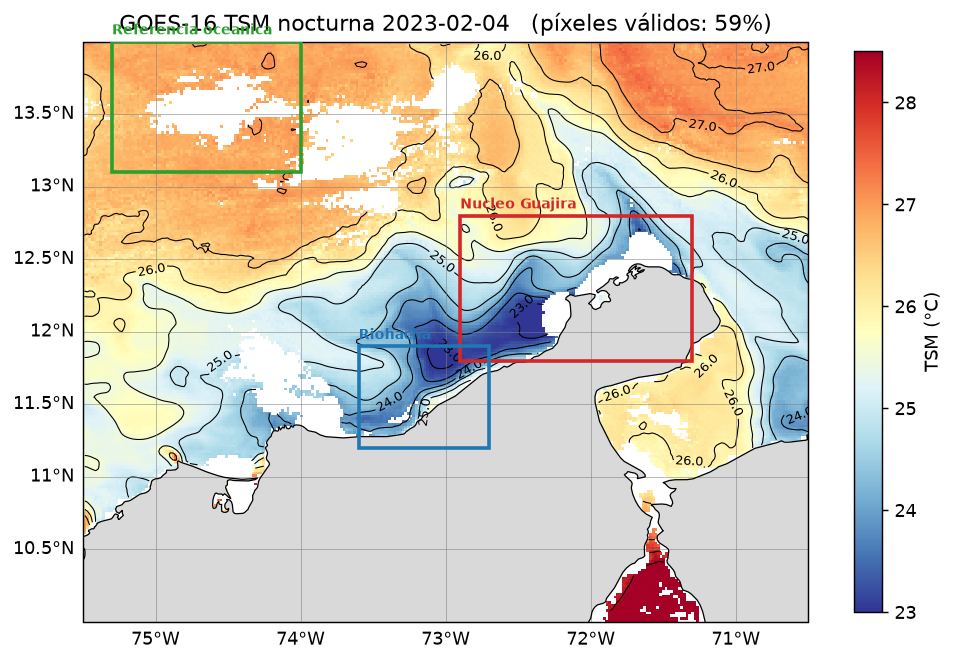 GOES-16 TSM nocturna 2023-02-04 (píxeles válidos: 59%)
Referencia oceanica
26.0
27.0
27.0
26.0
Nucleo Guajira
26.0
25.0
25.0
26.0
23.0
Riohacha
25.0
24.0
26.0
24.0
25.0
26.0
26.0
24.0
26.0
13.5°N
13°N
12.5°N
12°N
11.5°N
11°N
10.5°N
75°W
74°W
73°W
72°W
71°W
28
27
26
25
24
23
TSM (°C)